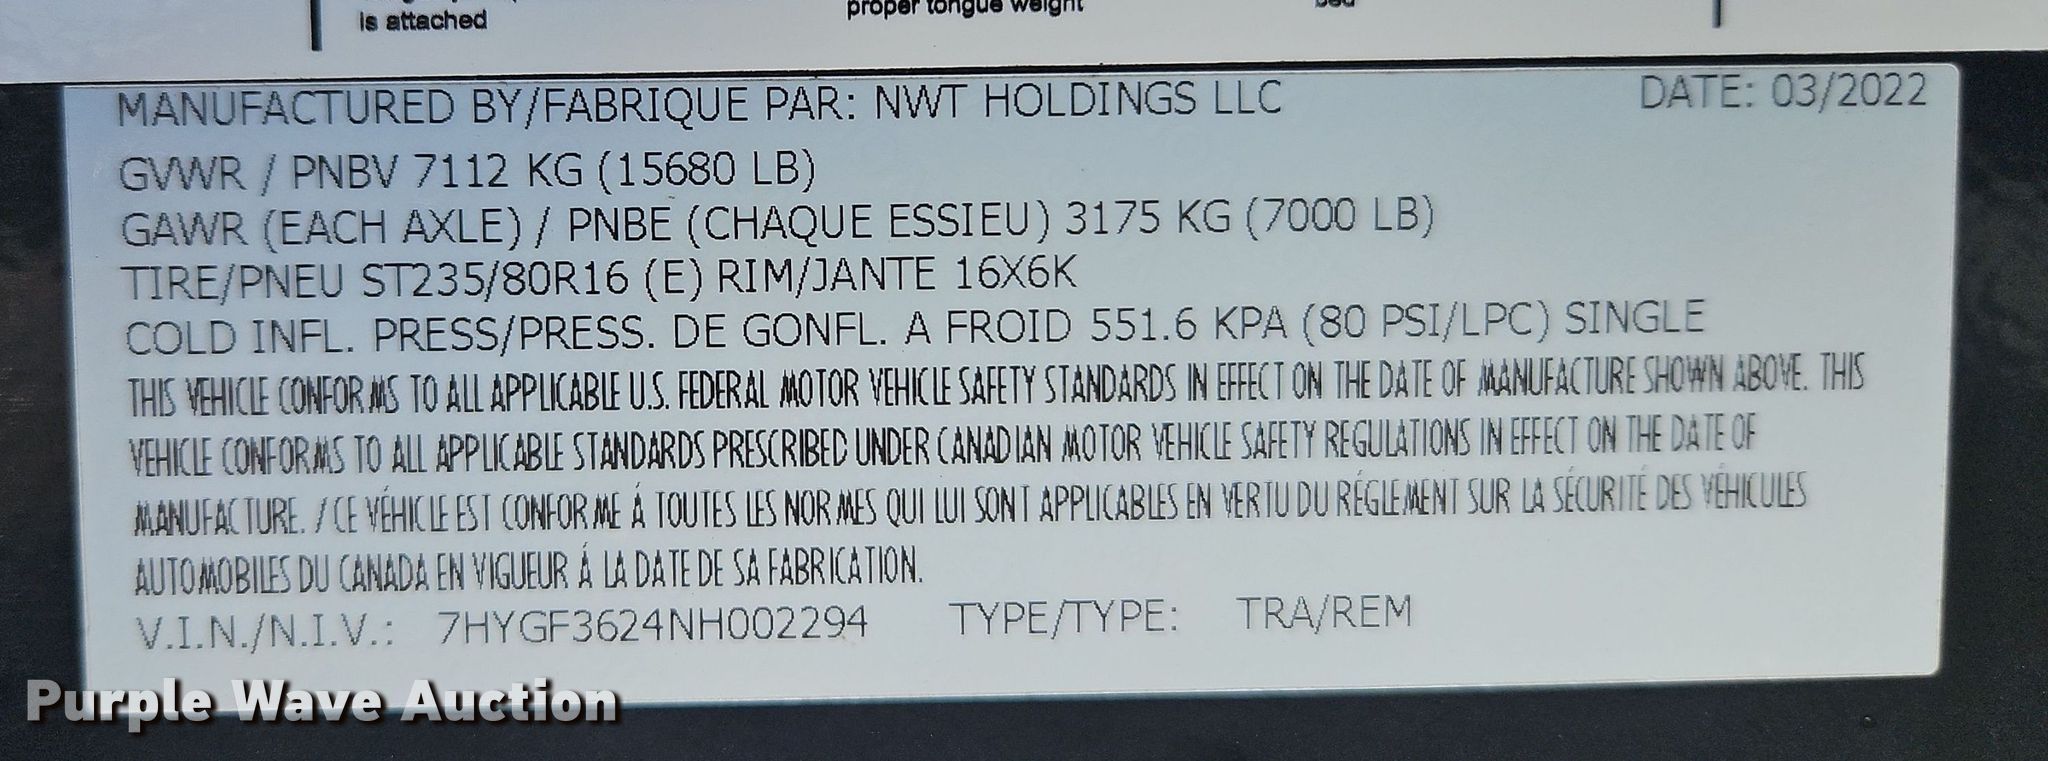 is attached
proper tongue weight
MANUFACTURED BY/FABRIQUE PAR: NWT HOLDINGS LLC DATE: 03/2022
GVWR / PNBV 7112 KG (15680 LB)
GAWR (EACH AXLE) / PNBE (CHAQUE ESSIEU) 3175 KG (7000 LB)
TIRE/PNEU ST235/80R16 (E) RIM/JANTE 16X6K
COLD INFL. PRESS/PRESS. DE GONFL. A FROID 551.6 KPA (80 PSI/LPC) SINGLE
THIS VEHICLE CONFORMS TO ALL APPLICABLE U.S. FEDERAL MOTOR VEHICLE SAFETY STANDARDS IN EFFECT ON THE DATE OF MANUFACTURE SHOWN ABOVE. THIS
VEHICLE CONFORMS TO ALL APPLICABLE STANDARDS PRESCRIBED UNDER CANADIAN MOTOR VEHICLE SAFETY REGULATIONS IN EFFECT ON THE DATE OF
MANUFACTURE. / CE VÉHICLE EST CONFORME Á TOUTES LES NORMES QUI LUI SONT APPLICABLES EN VERTU DU RÉGLEMENT SUR LA SÉCURITÉ DES VÉHICULES
AUTOMOBILES DU CANADA EN VIGUEUR Á LA DATE DE SA FABRICATION.
V.I.N./N.I.V.: 7HYGF3624NH002294 TYPE/TYPE: TRA/REM
Purple Wave Auction